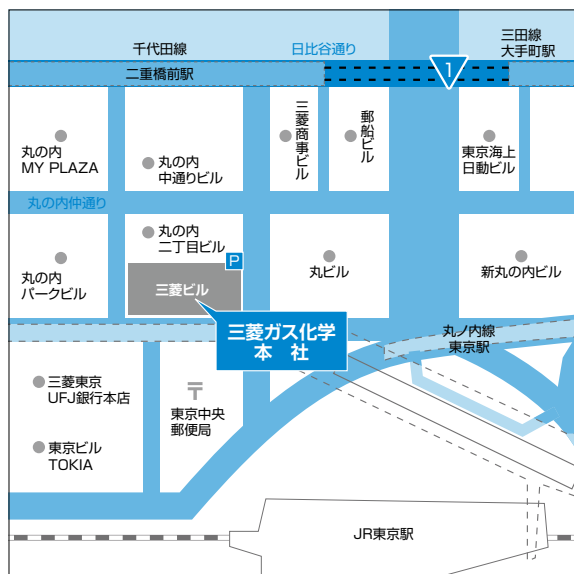 千代田線
日比谷通り
三田線
大手町駅
二重橋前駅
1
丸の内
MY PLAZA
丸の内
中通りビル
三菱商事ビル
郵船ビル
東京海上
日動ビル
丸の内仲通り
丸の内
パークビル
丸の内
二丁目ビル
P
三菱ビル
丸ビル
新丸の内ビル
三菱ガス化学
本 社
丸ノ内線
東京駅
三菱東京
UFJ銀行本店
〒
東京中央
郵便局
東京ビル
TOKIA
JR東京駅